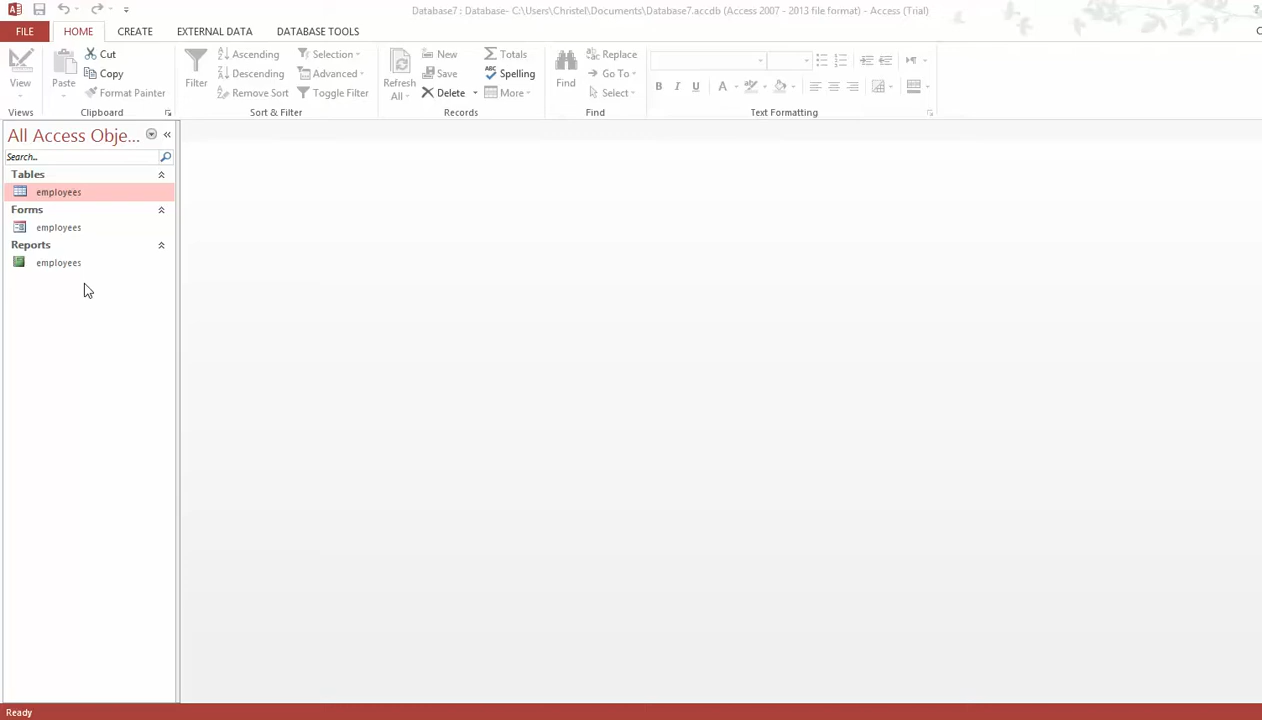 Database7 : Database- C:\Users\Christel\Documents\Database7.accdb (Access 2007 - 2013 file format) - Access (Trial)
?
FILE HOME CREATE EXTERNAL DATA DATABASE TOOLS
View
Views
Paste
Cut
Copy
Format Painter
Clipboard
Filter
Ascending
Descending
Remove Sort
Selection
Advanced
Toggle Filter
Sort & Filter
Refresh
All
New
Save
Delete
Totals
Spelling
More
Records
Find
Replace
Go To
Select
Find
B I U A
Text Formatting
All Access Obje...
Search..
Tables
employees
Forms
employees
Reports
employees
Ready